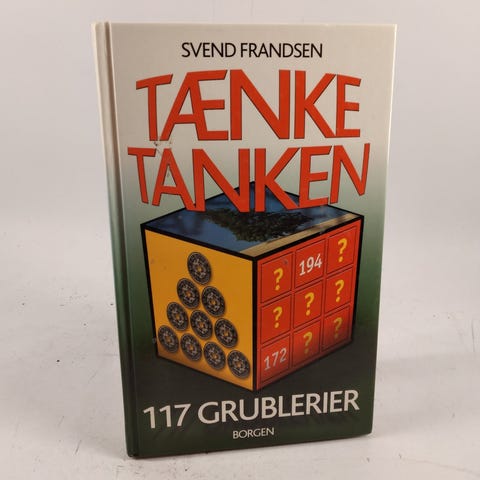 SVEND FRANDSEN
TÆNKE
TANKEN
? 194 ?
? ? ?
172 ? ?
117 GRUBLERIER
BORGEN